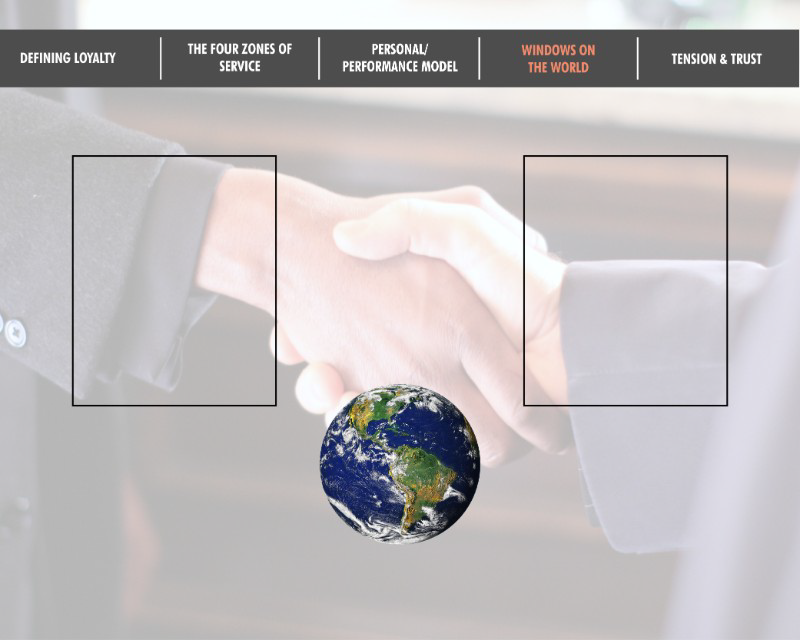 DEFINING LOYALTY
THE FOUR ZONES OF
SERVICE
PERSONAL/
PERFORMANCE MODEL
WINDOWS ON
THE WORLD
TENSION & TRUST